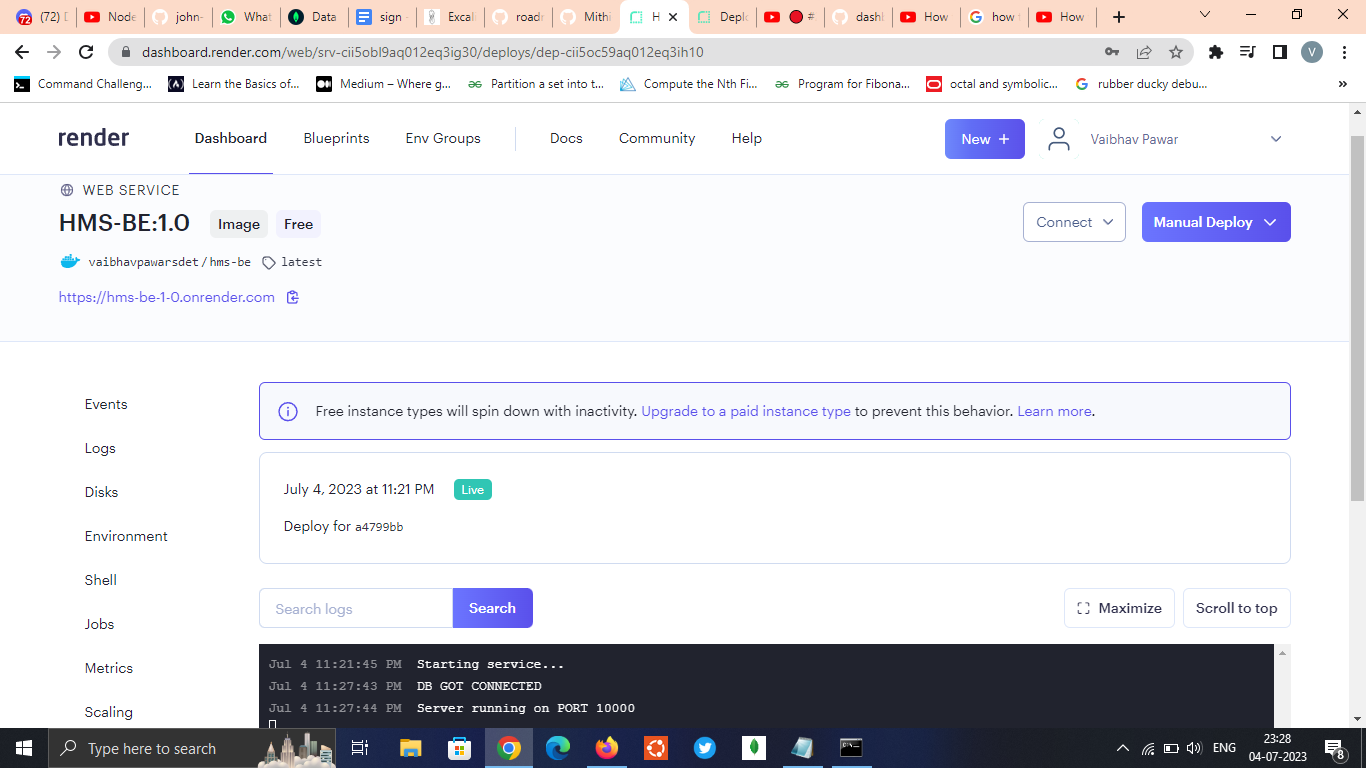 72 (72) D
Node
john-
What
Data
sign
Excal
roadr
Mithi
H
Deplo
#
dashl
How
how t
How
dashboard.render.com/web/srv-cii5obl9aq012eq3ig30/deploys/dep-cii5oc59aq012eq3ih10
V
Command Challeng...
Learn the Basics of...
Medium – Where g...
Partition a set into t...
Compute the Nth Fi...
Program for Fibona...
octal and symbolic...
rubber ducky debu...
»
render
Dashboard
Blueprints
Env Groups
Docs
Community
Help
New +
Vaibhav Pawar
WEB SERVICE
HMS-BE:1.0 Image Free
Connect
Manual Deploy
vaibhavpawarsdet/hms-be latest
https://hms-be-1-0.onrender.com
Events
Logs
Disks
Environment
Shell
Jobs
Metrics
Scaling
Free instance types will spin down with inactivity. Upgrade to a paid instance type to prevent this behavior. Learn more.
July 4, 2023 at 11:21 PM Live
Deploy for a4799bb
Search logs
Search
Maximize
Scroll to top
Jul 4 11:21:45 PM Starting service...
Jul 4 11:27:43 PM DB GOT CONNECTED
Jul 4 11:27:44 PM Server running on PORT 10000
Type here to search
ENG
23:28
04-07-2023
8